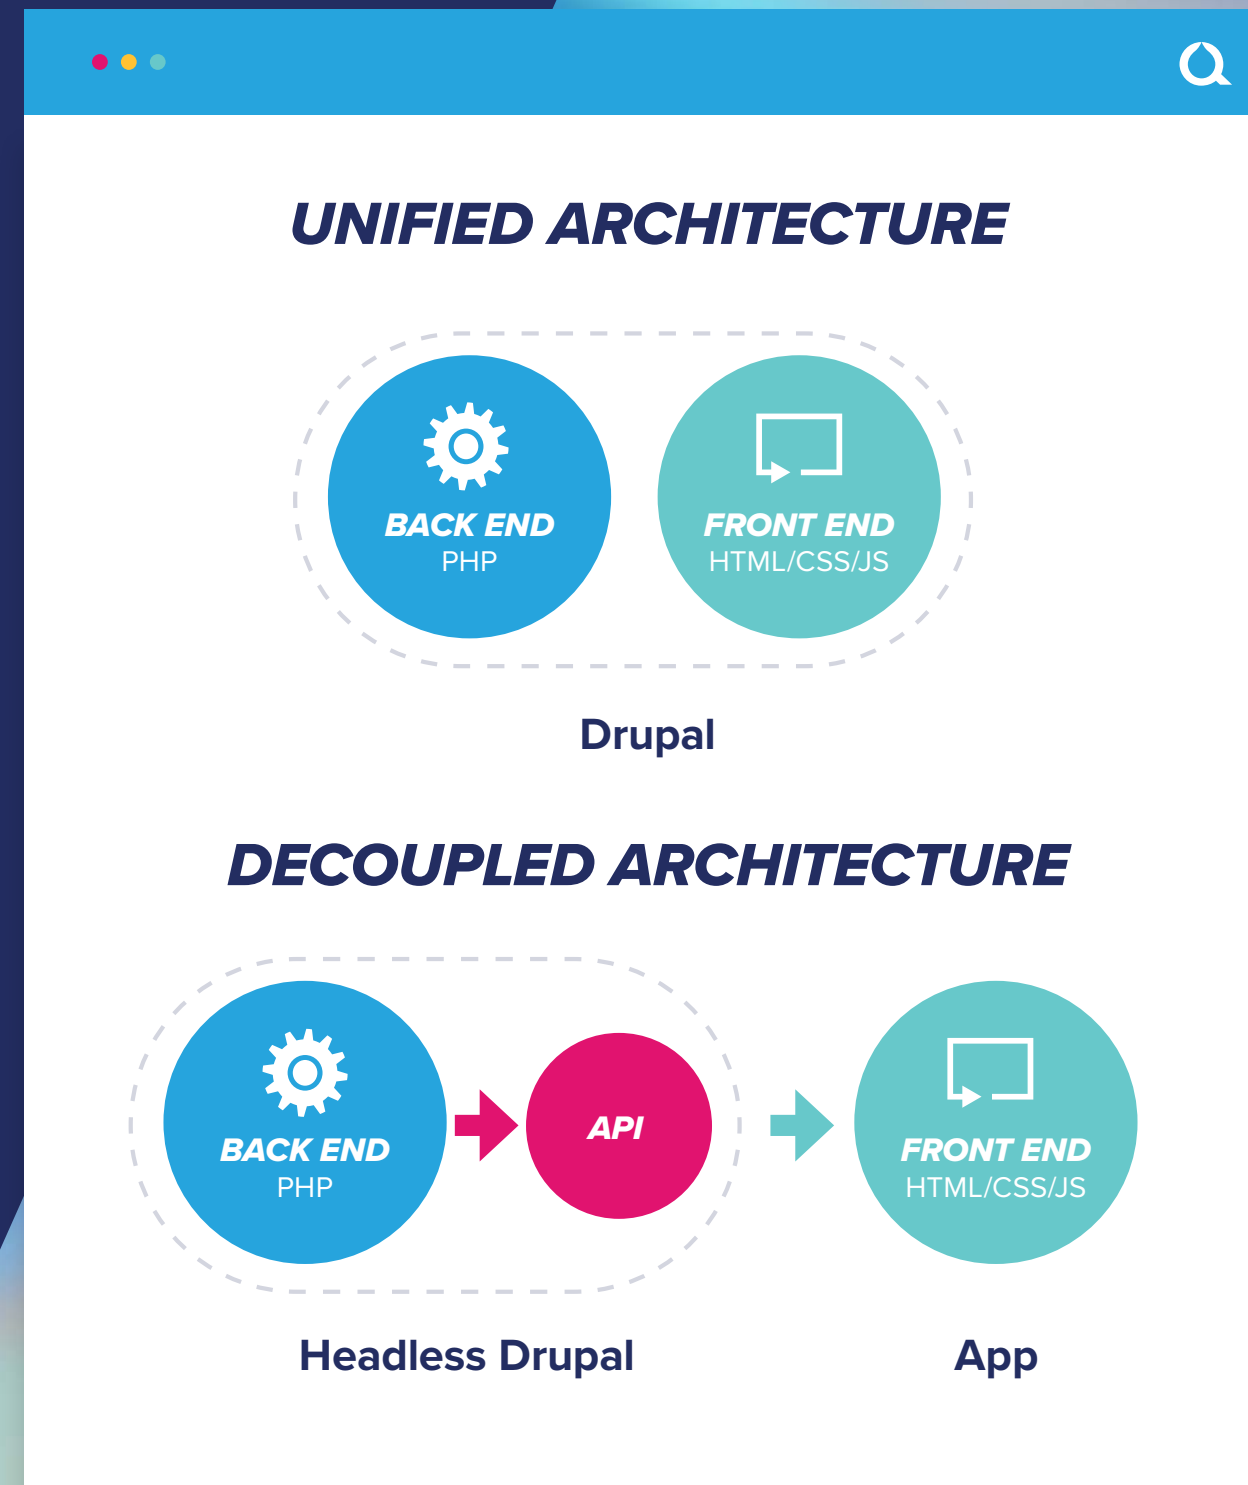 UNIFIED ARCHITECTURE
BACK END
PHP
FRONT END
HTML/CSS/JS
Drupal
DECOUPLED ARCHITECTURE
BACK END
PHP
API
FRONT END
HTML/CSS/JS
Headless Drupal
App